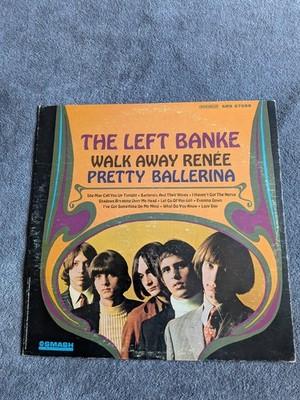 SRS 67088
THE LEFT BANKE
WALK AWAY RENÉE
PRETTY BALLERINA
She May Call You Up Tonight • Barterers And Their Wives • I Haven't Got The Nerve
Shadows Breaking Over My Head • Let Go Of You Girl • Evening Gown
I've Got Something On My Mind • What Do You Know • Lazy Day
SMASH